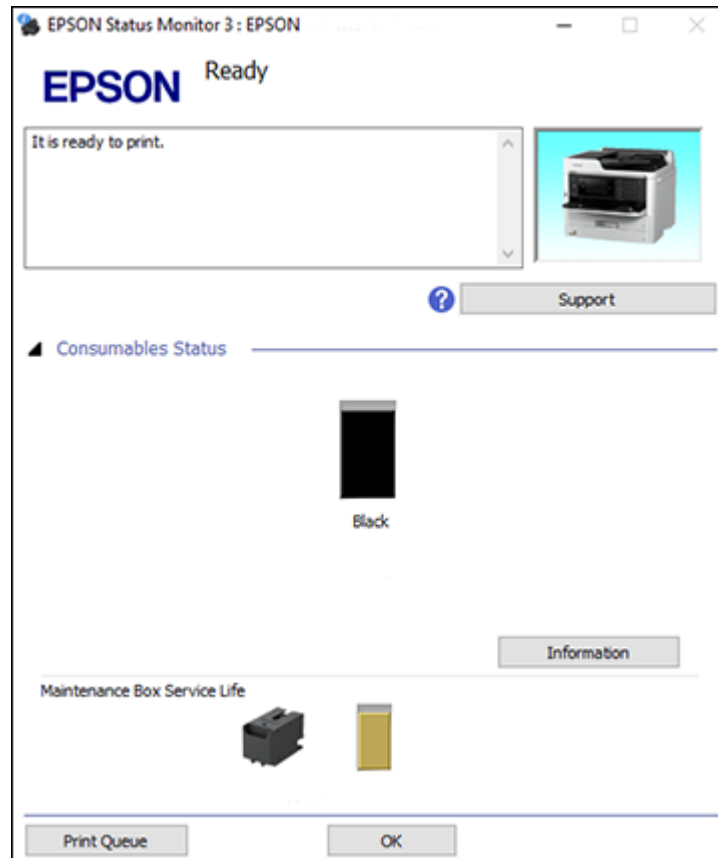 EPSON Status Monitor 3 : EPSON
EPSON
Ready
It is ready to print.
?
Support
Consumables Status
Black
Information
Maintenance Box Service Life
Print Queue
OK